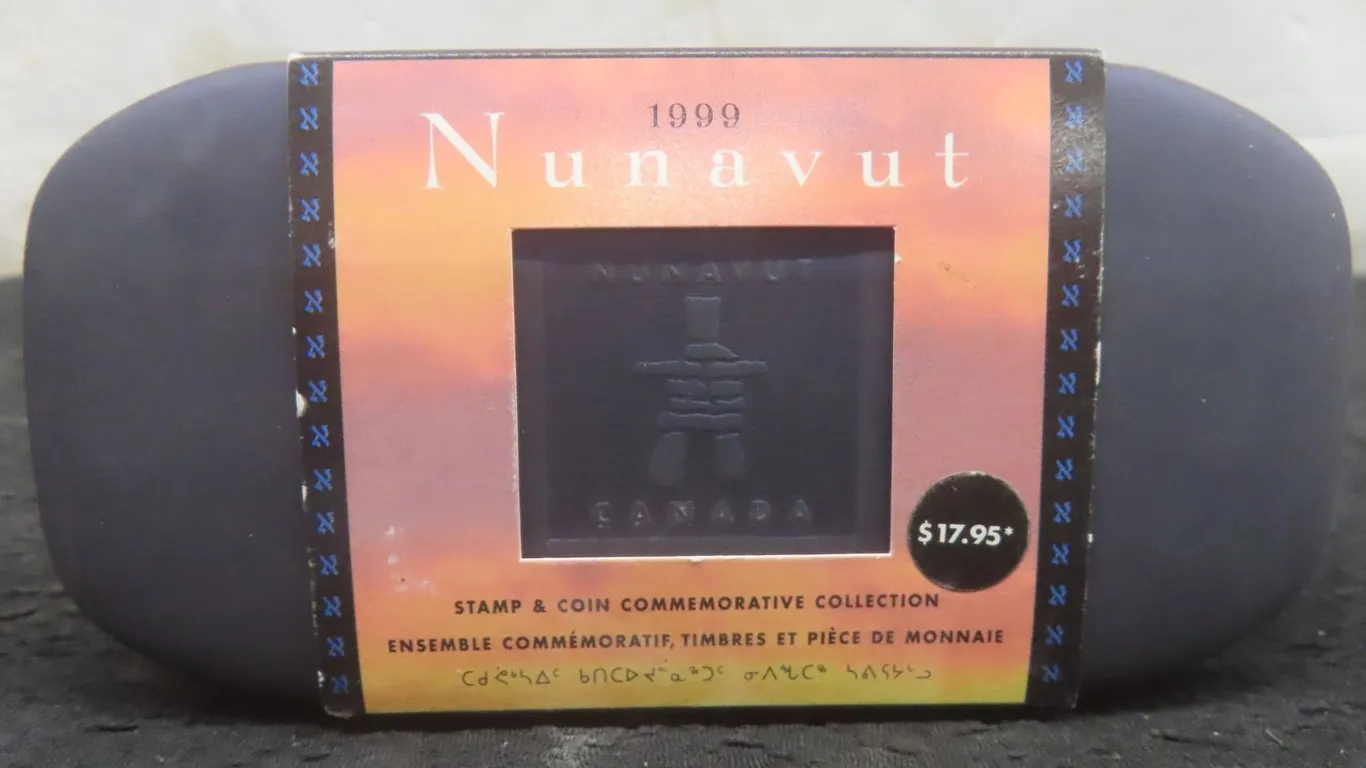 1999
Nunavut
NUNAVUT
CANADA
$17.95*
STAMP & COIN COMMEMORATIVE COLLECTION
ENSEMBLE COMMÉMORATIF, TIMBRES ET PIÈCE DE MONNAIE